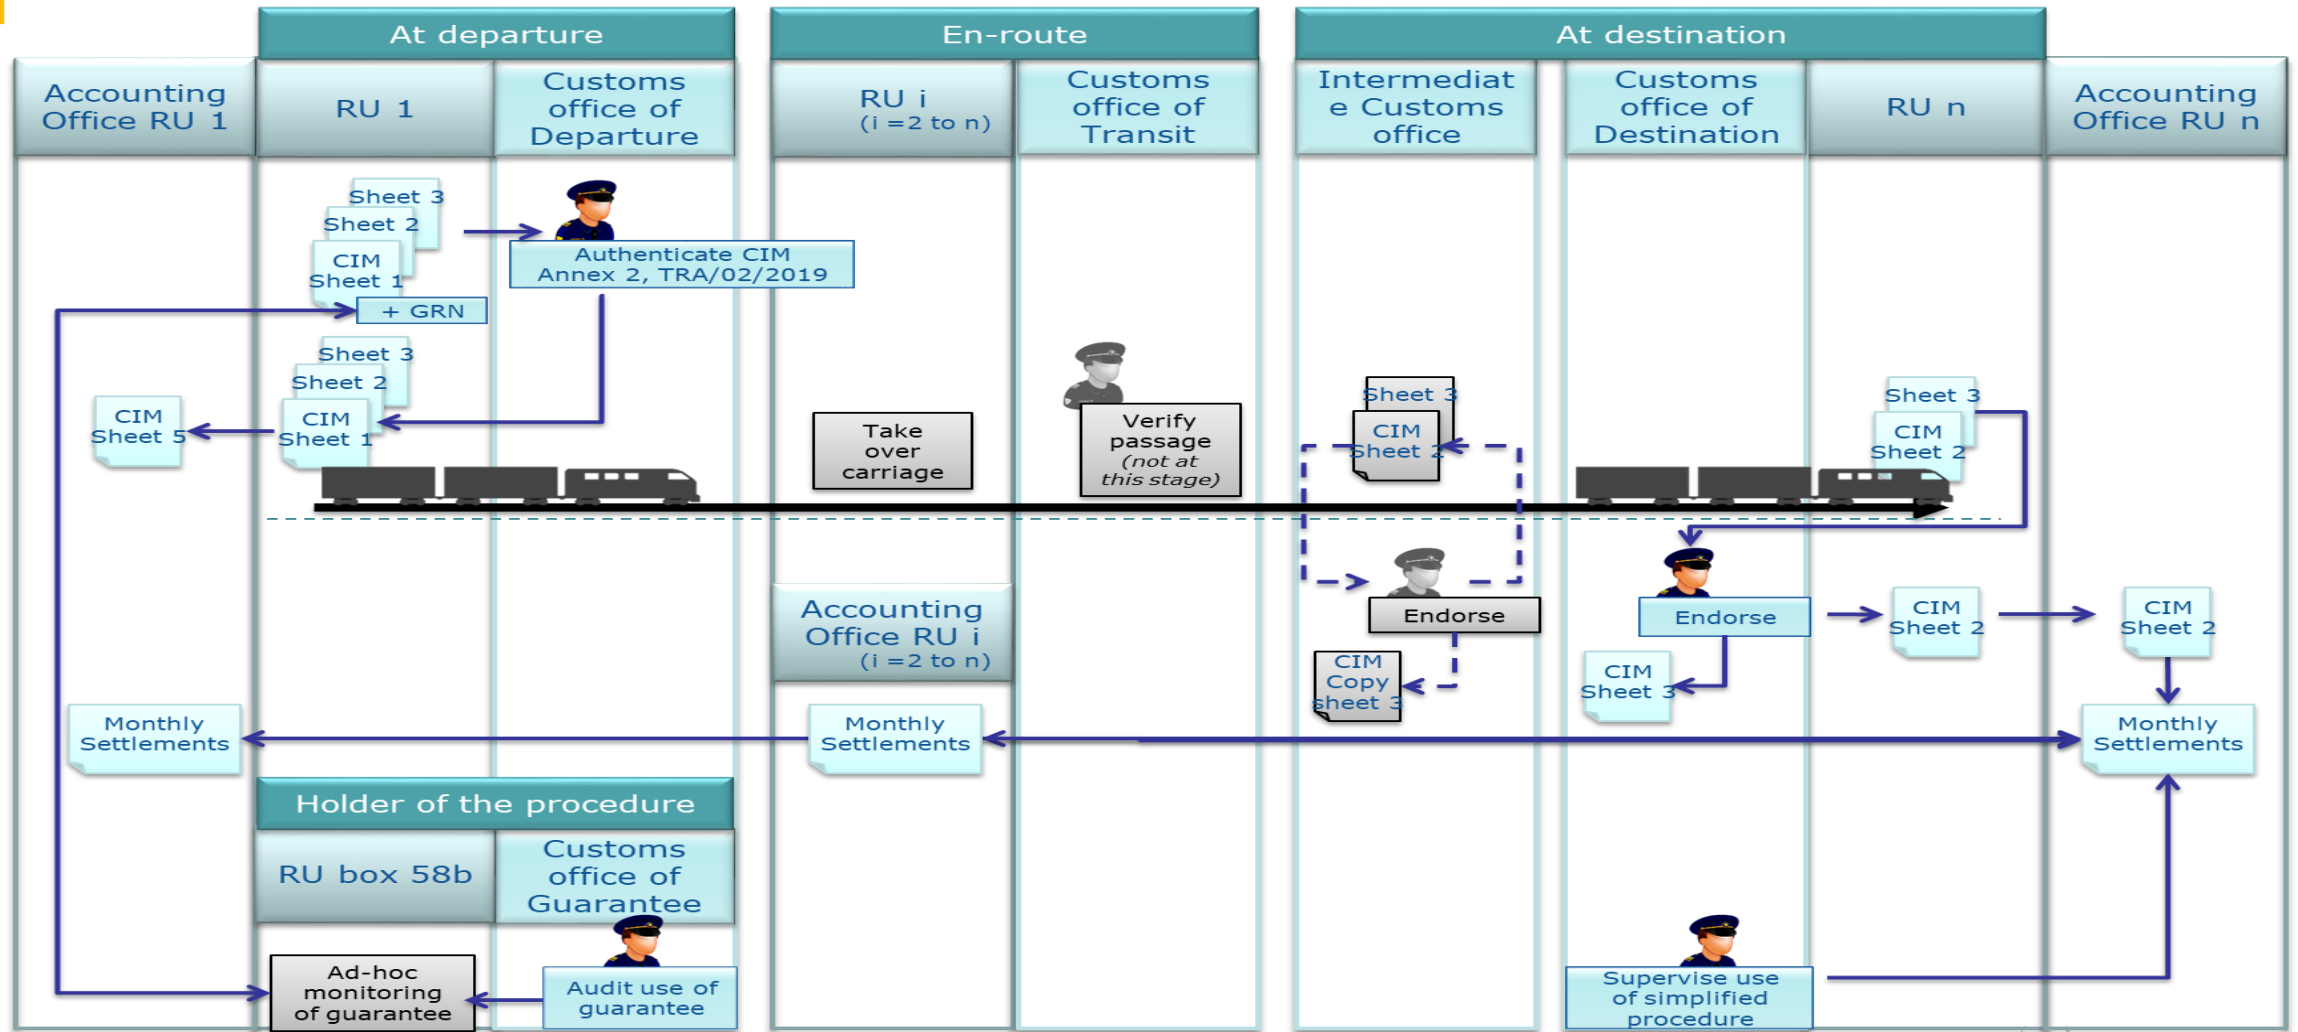 At departure
En-route
At destination
Accounting
Office RU 1
RU 1
Customs
office of
Departure
RU i
(i =2 to n)
Customs
office of
Transit
Intermediat
e Customs
office
Customs
office of
Destination
RU n
Accounting
Office RU n
Sheet 3
Sheet 2
CIM
Sheet 1
+ GRN
Authenticate CIM
Annex 2, TRA/02/2019
Sheet 3
Sheet 2
CIM
Sheet 1
CIM
Sheet 5
Take
over
carriage
Verify
passage
(not at
this stage)
Sheet 3
CIM
Sheet 2
Sheet 3
CIM
Sheet 2
Accounting
Office RU i
(i =2 to n)
Endorse
CIM
Copy
sheet 3
Endorse
CIM
Sheet 3
CIM
Sheet 2
CIM
Sheet 2
Monthly
Settlements
Monthly
Settlements
Monthly
Settlements
Holder of the procedure
RU box 58b
Customs
office of
Guarantee
Ad-hoc
monitoring
of guarantee
Audit use of
guarantee
Supervise use
of simplified
procedure